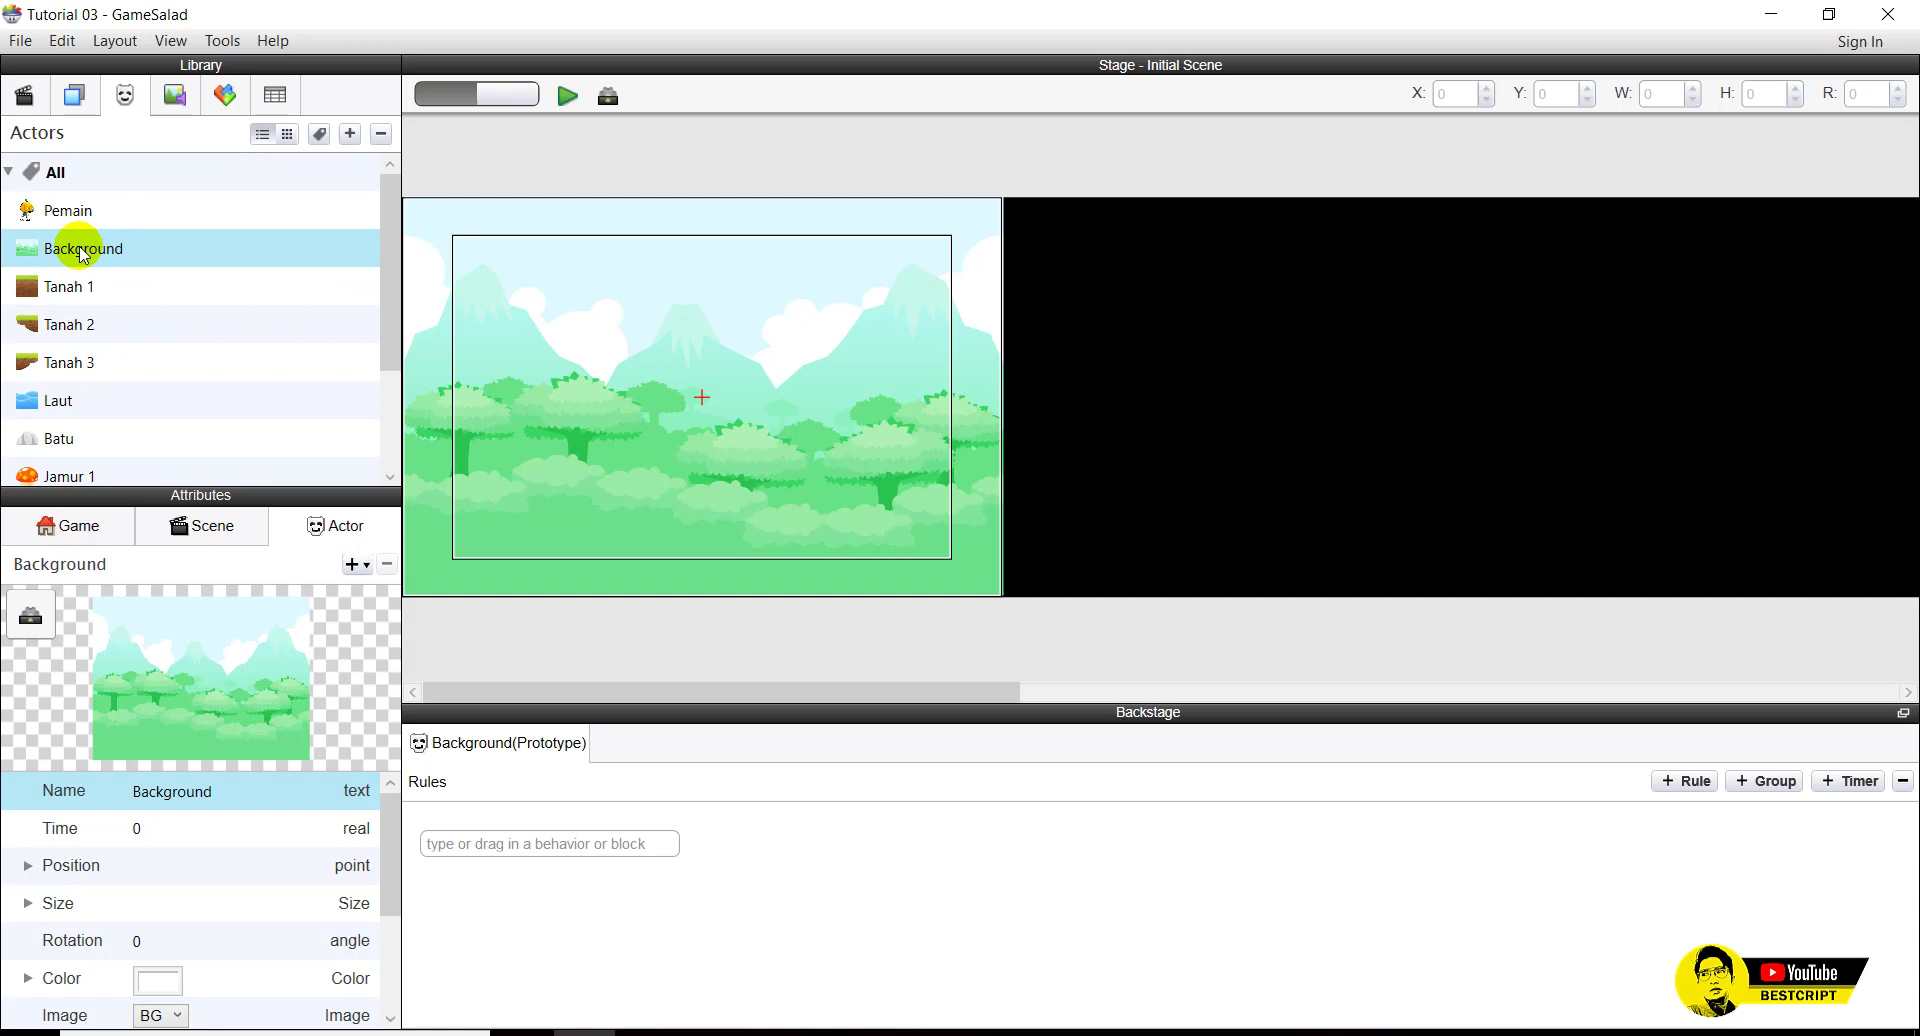 Tutorial 03 - GameSalad
File Edit Layout View Tools Help
Sign In
Library
Stage - Initial Scene
X: 0 Y: 0 W: 0 H: 0 R: 0
Actors
All
Pemain
Background
Tanah 1
Tanah 2
Tanah 3
Laut
Batu
Jamur 1
Attributes
Game Scene Actor
Background
Name Background text
Time 0 real
Position point
Size Size
Rotation 0 angle
Color Color
Image BG Image
Backstage
Background(Prototype)
Rules
+ Rule + Group + Timer
type or drag in a behavior or block
YouTube
BESTCRIPT